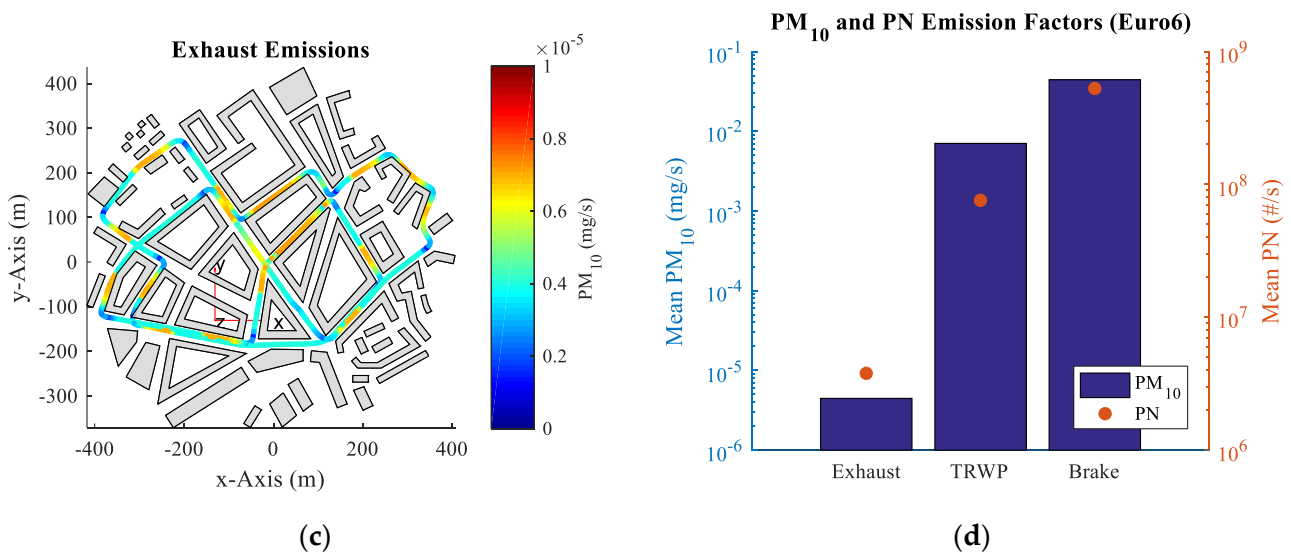 Exhaust Emissions
×10⁻⁵
400
300
200
100
0
-100
-200
-300
y-Axis (m)
-400
-200
0
200
400
x-Axis (m)
y
z
x
1
0.8
0.6
0.4
0.2
0
PM₁₀ (mg/s)
(c)
PM₁₀ and PN Emission Factors (Euro6)
10⁻¹
10⁻²
10⁻³
10⁻⁴
10⁻⁵
10⁻⁶
Mean PM₁₀ (mg/s)
10⁹
10⁸
10⁷
10⁶
Mean PN (#/s)
PM₁₀
PN
Exhaust TRWP Brake
(d)